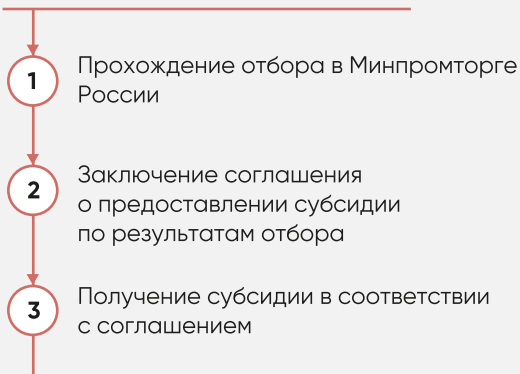 1
Прохождение отбора в Минпромторге
России
2
Заключение соглашения
о предоставлении субсидии
по результатам отбора
3
Получение субсидии в соответствии
с соглашением